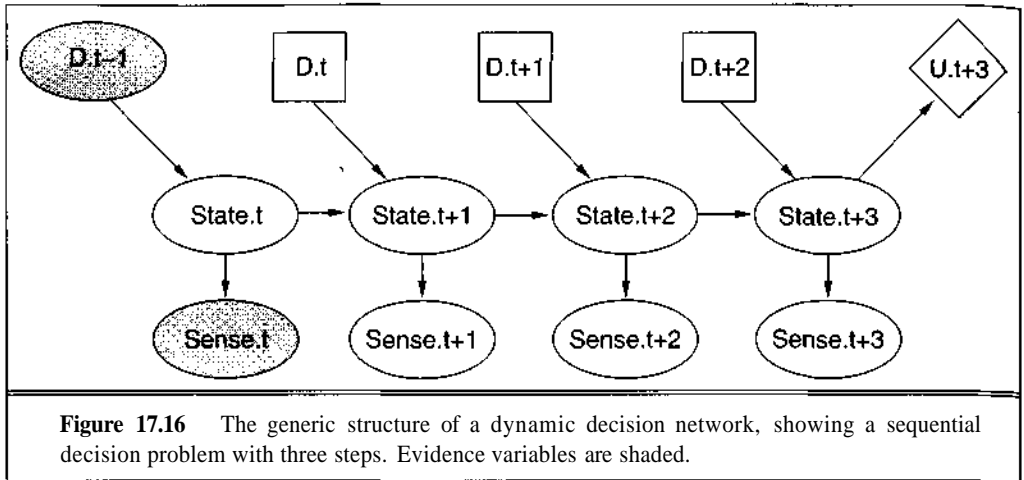 D.t–1
D.t
D.t+1
D.t+2
U.t+3
State.t
State.t+1
State.t+2
State.t+3
Sense.t
Sense.t+1
Sense.t+2
Sense.t+3
Figure 17.16 The generic structure of a dynamic decision network, showing a sequential
decision problem with three steps. Evidence variables are shaded.